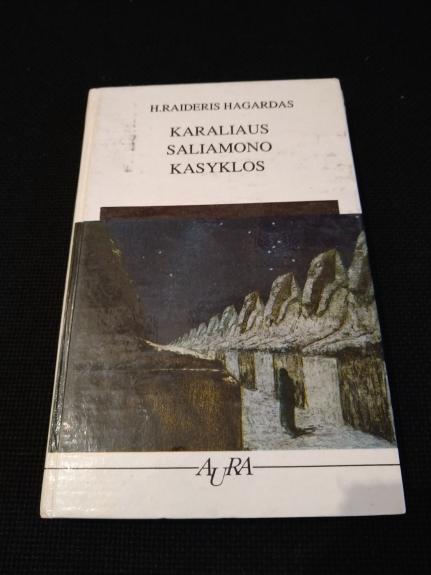 H.RAIDERIS HAGARDAS
KARALIAUS
SALIAMONO
KASYKLOS
AURA